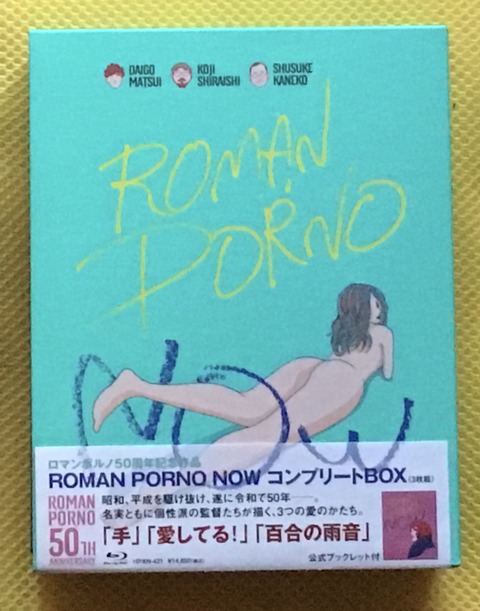 DAIGO
MATSUI
KOJI
SHIRAISHI
SHUSUKE
KANEKO
ROMAN
PORNO
NOW
ロマンポルノ50周年記念作品
ROMAN PORNO NOW コンプリートBOX(3枚組)
ROMAN
PORNO
50TH
ANNIVERSARY
昭和、平成を駆け抜け、遂に令和で50年――。
名実ともに個性派の監督たちが描く、3つの愛のかたち。
「手」「愛してる!」「百合の雨音」
公式ブックレット付